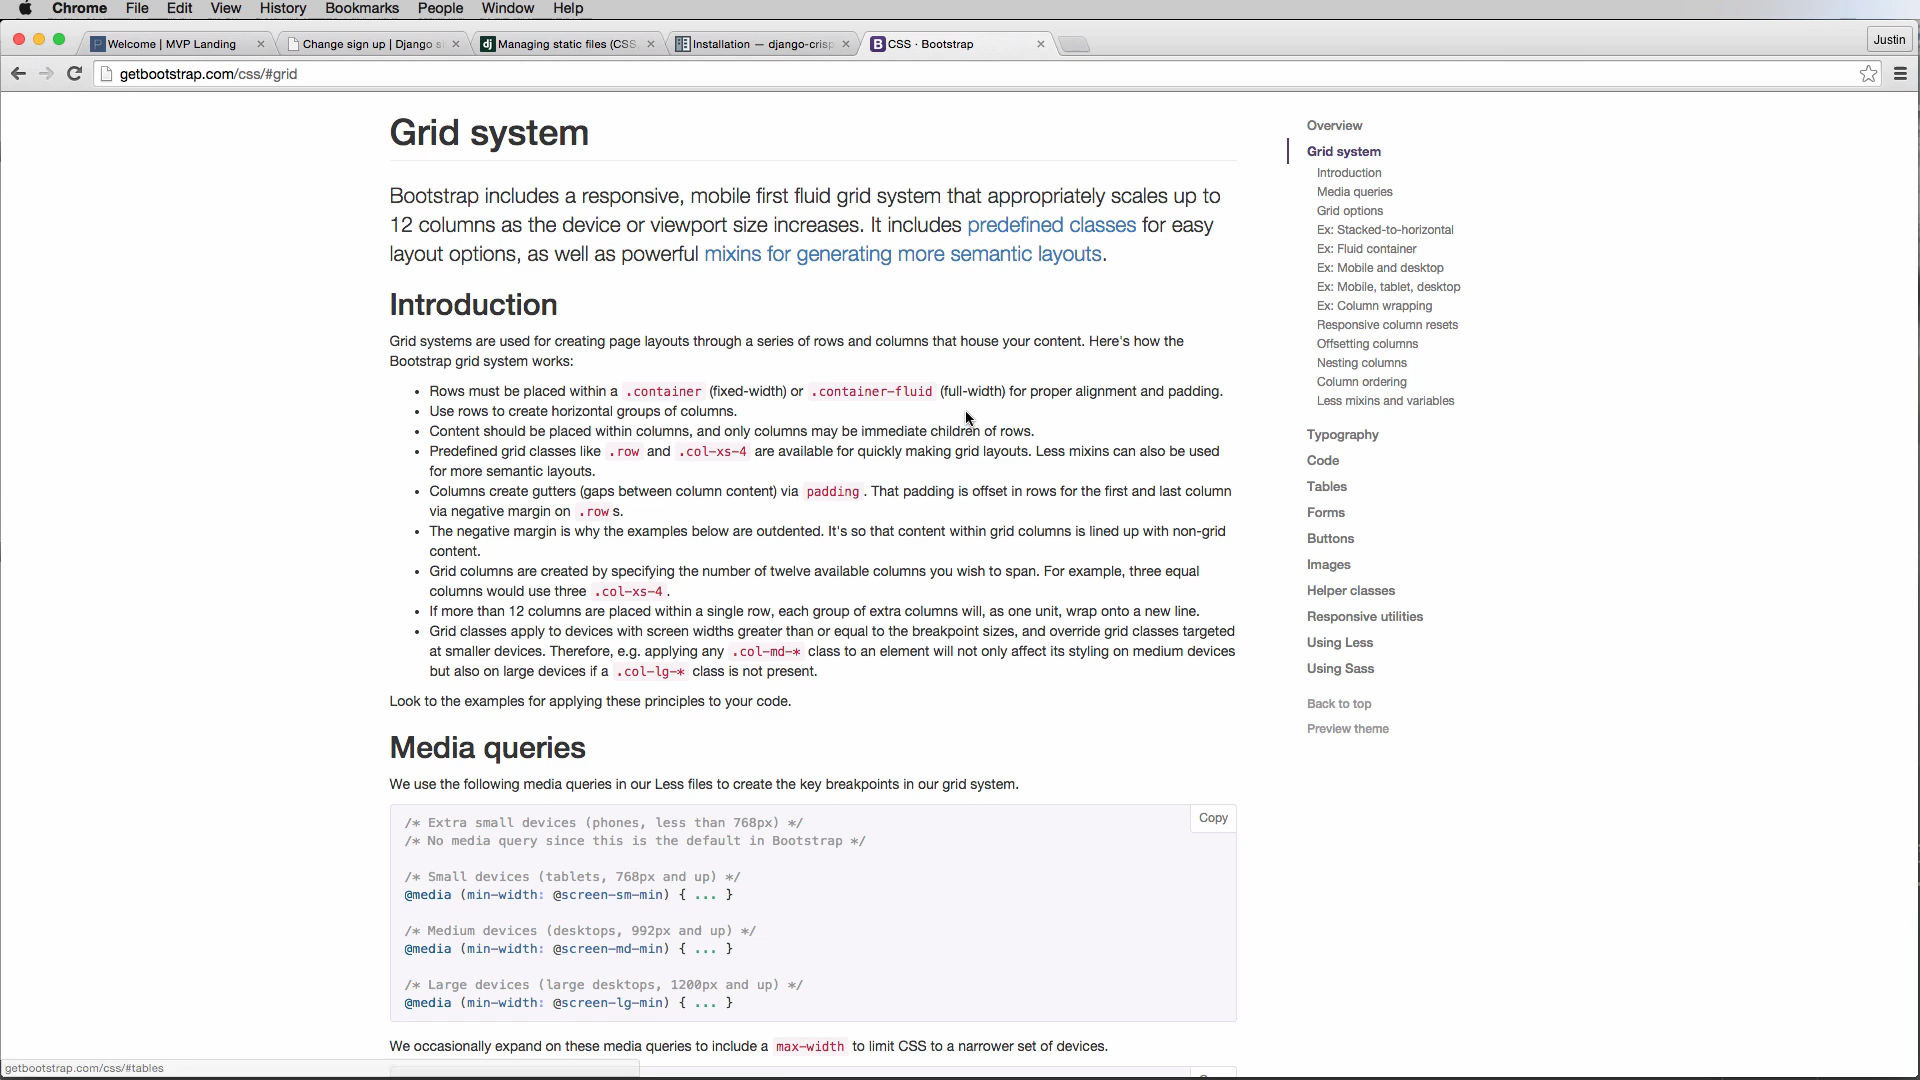 Chrome File Edit View History Bookmarks People Window Help
Welcome | MVP Landing
Change sign up | Django s
dj Managing static files (CSS,
Installation — django-crisp
B CSS · Bootstrap
Justin
getbootstrap.com/css/#grid
Grid system
Bootstrap includes a responsive, mobile first fluid grid system that appropriately scales up to
12 columns as the device or viewport size increases. It includes predefined classes for easy
layout options, as well as powerful mixins for generating more semantic layouts.
Introduction
Grid systems are used for creating page layouts through a series of rows and columns that house your content. Here's how the
Bootstrap grid system works:
• Rows must be placed within a .container (fixed-width) or .container-fluid (full-width) for proper alignment and padding.
• Use rows to create horizontal groups of columns.
• Content should be placed within columns, and only columns may be immediate children of rows.
• Predefined grid classes like .row and .col-xs-4 are available for quickly making grid layouts. Less mixins can also be used
for more semantic layouts.
• Columns create gutters (gaps between column content) via padding . That padding is offset in rows for the first and last column
via negative margin on .row s.
• The negative margin is why the examples below are outdented. It's so that content within grid columns is lined up with non-grid
content.
• Grid columns are created by specifying the number of twelve available columns you wish to span. For example, three equal
columns would use three .col-xs-4 .
• If more than 12 columns are placed within a single row, each group of extra columns will, as one unit, wrap onto a new line.
• Grid classes apply to devices with screen widths greater than or equal to the breakpoint sizes, and override grid classes targeted
at smaller devices. Therefore, e.g. applying any .col-md-* class to an element will not only affect its styling on medium devices
but also on large devices if a .col-lg-* class is not present.
Look to the examples for applying these principles to your code.
Media queries
We use the following media queries in our Less files to create the key breakpoints in our grid system.
Copy
/* Extra small devices (phones, less than 768px) */
/* No media query since this is the default in Bootstrap */
/* Small devices (tablets, 768px and up) */
@media (min-width: @screen-sm-min) { ... }
/* Medium devices (desktops, 992px and up) */
@media (min-width: @screen-md-min) { ... }
/* Large devices (large desktops, 1200px and up) */
@media (min-width: @screen-lg-min) { ... }
We occasionally expand on these media queries to include a max-width to limit CSS to a narrower set of devices.
Overview
Grid system
Introduction
Media queries
Grid options
Ex: Stacked-to-horizontal
Ex: Fluid container
Ex: Mobile and desktop
Ex: Mobile, tablet, desktop
Ex: Column wrapping
Responsive column resets
Offsetting columns
Nesting columns
Column ordering
Less mixins and variables
Typography
Code
Tables
Forms
Buttons
Images
Helper classes
Responsive utilities
Using Less
Using Sass
Back to top
Preview theme
getbootstrap.com/css/#tables